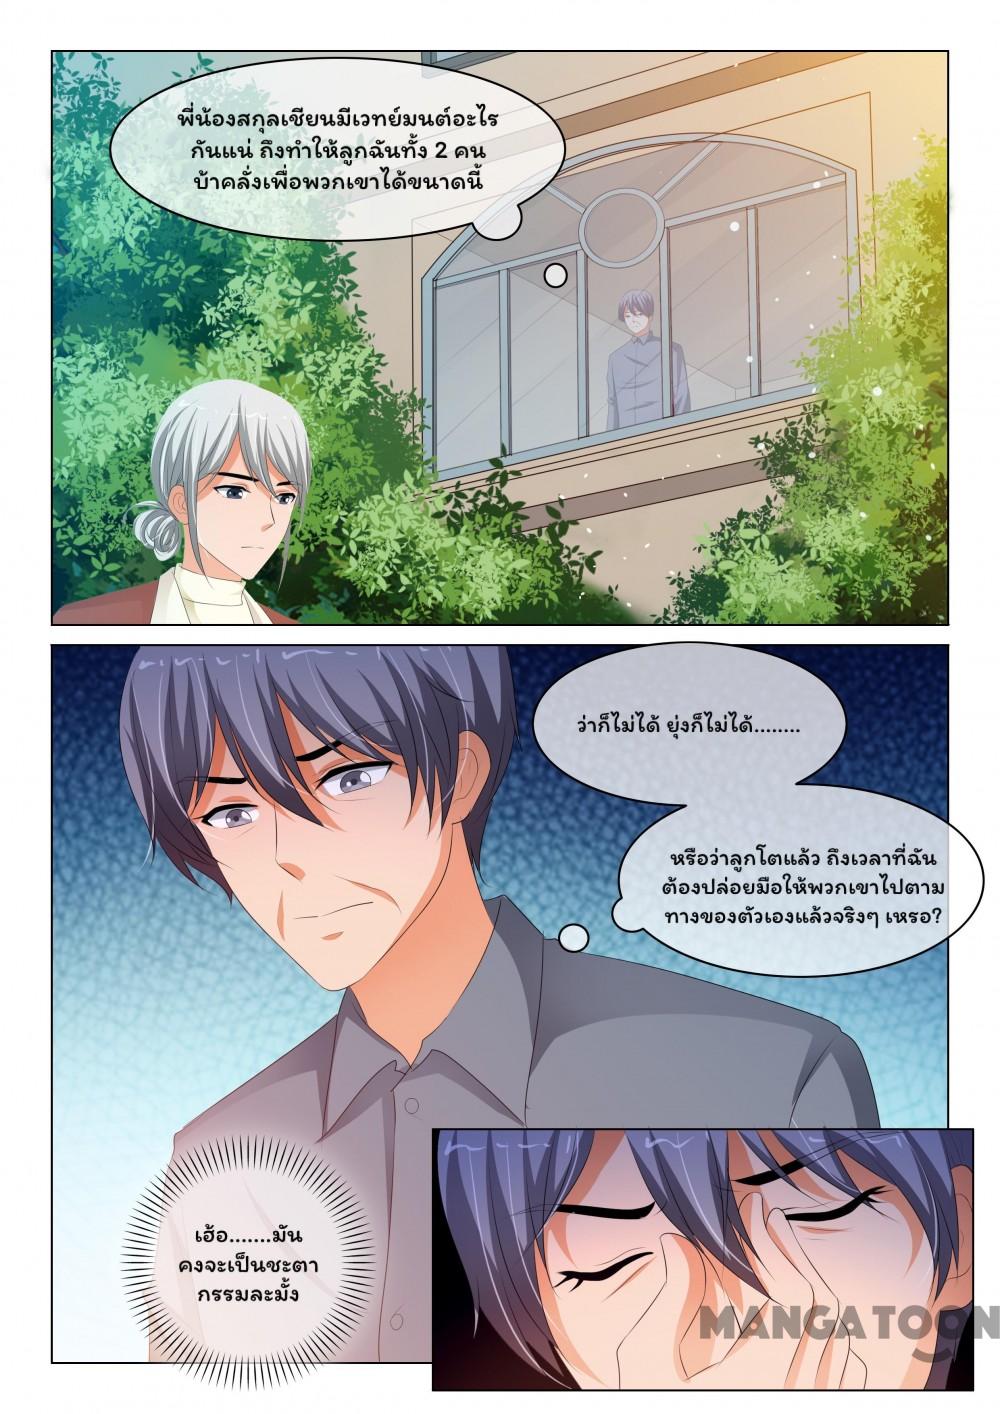 พี่น้องสกุลเชียนมีเวทย์มนต์อะไร
กันแน่ ถึงทำให้ลูกฉันทั้ง 2 คน
บ้าคลั่งเพื่อพวกเขาได้ขนาดนี้
ว่าก็ไม่ได้ ยุ่งก็ไม่ได้........
หรือว่าลูกโตแล้ว ถึงเวลาที่ฉัน
ต้องปล่อยมือให้พวกเขาไปตาม
ทางของตัวเองแล้วจริงๆ เหรอ?
เฮ้อ.......มัน
คงจะเป็นชะตา
กรรมละมั้ง
MANGATOON